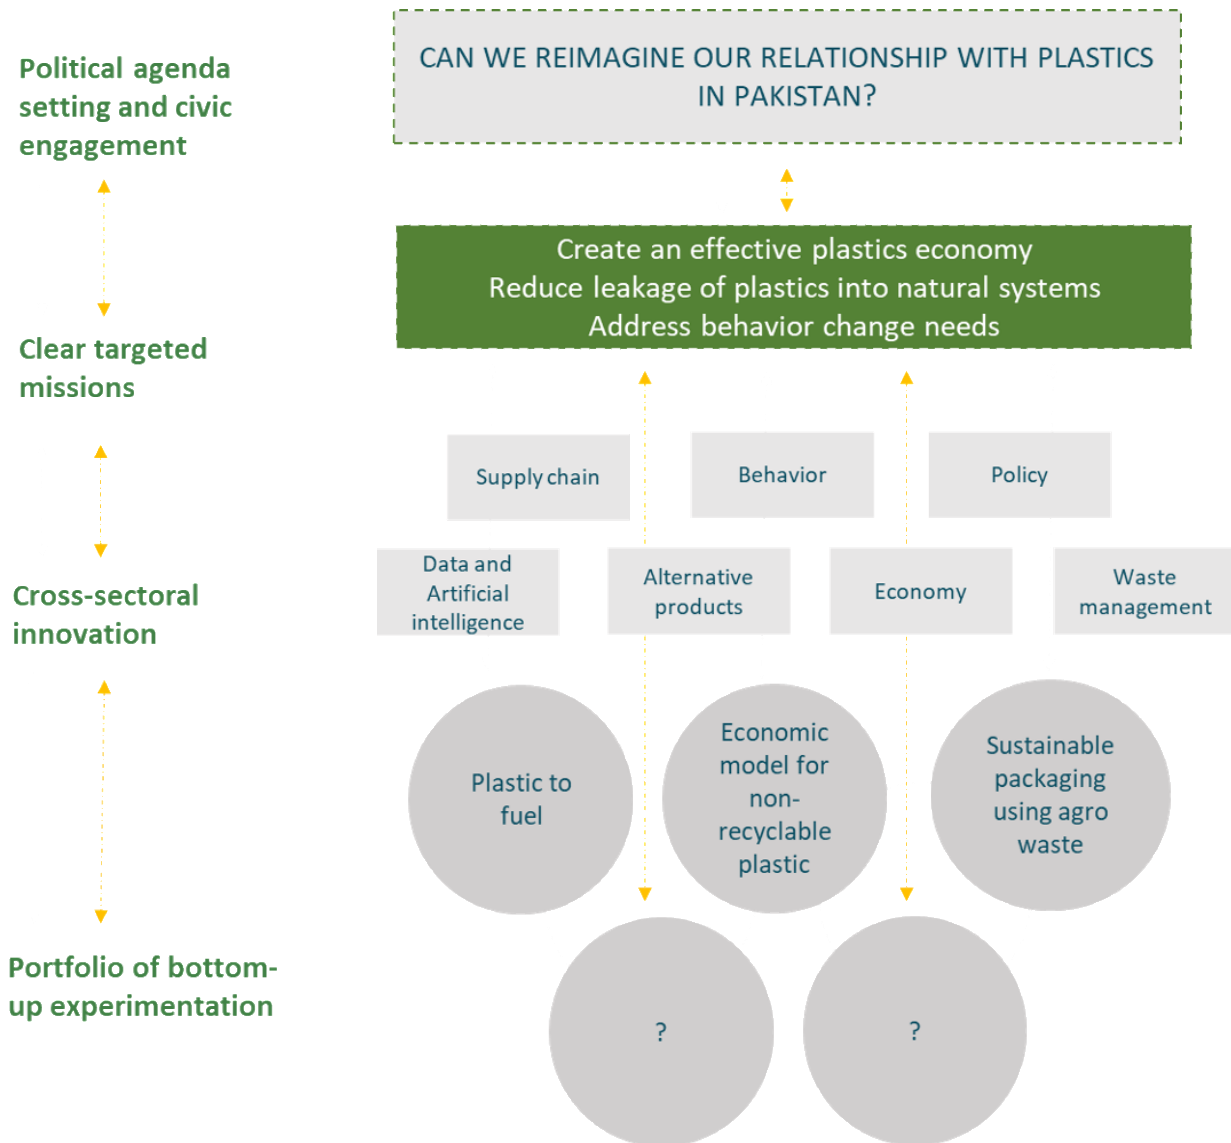 Political agenda
setting and civic
engagement
CAN WE REIMAGINE OUR RELATIONSHIP WITH PLASTICS
IN PAKISTAN?
Create an effective plastics economy
Reduce leakage of plastics into natural systems
Address behavior change needs
Clear targeted
missions
Supply chain
Behavior
Policy
Cross-sectoral
innovation
Data and
Artificial
intelligence
Alternative
products
Economy
Waste
management
Plastic to
fuel
Economic
model for
non-
recyclable
plastic
Sustainable
packaging
using agro
waste
Portfolio of bottom-
up experimentation
?
?